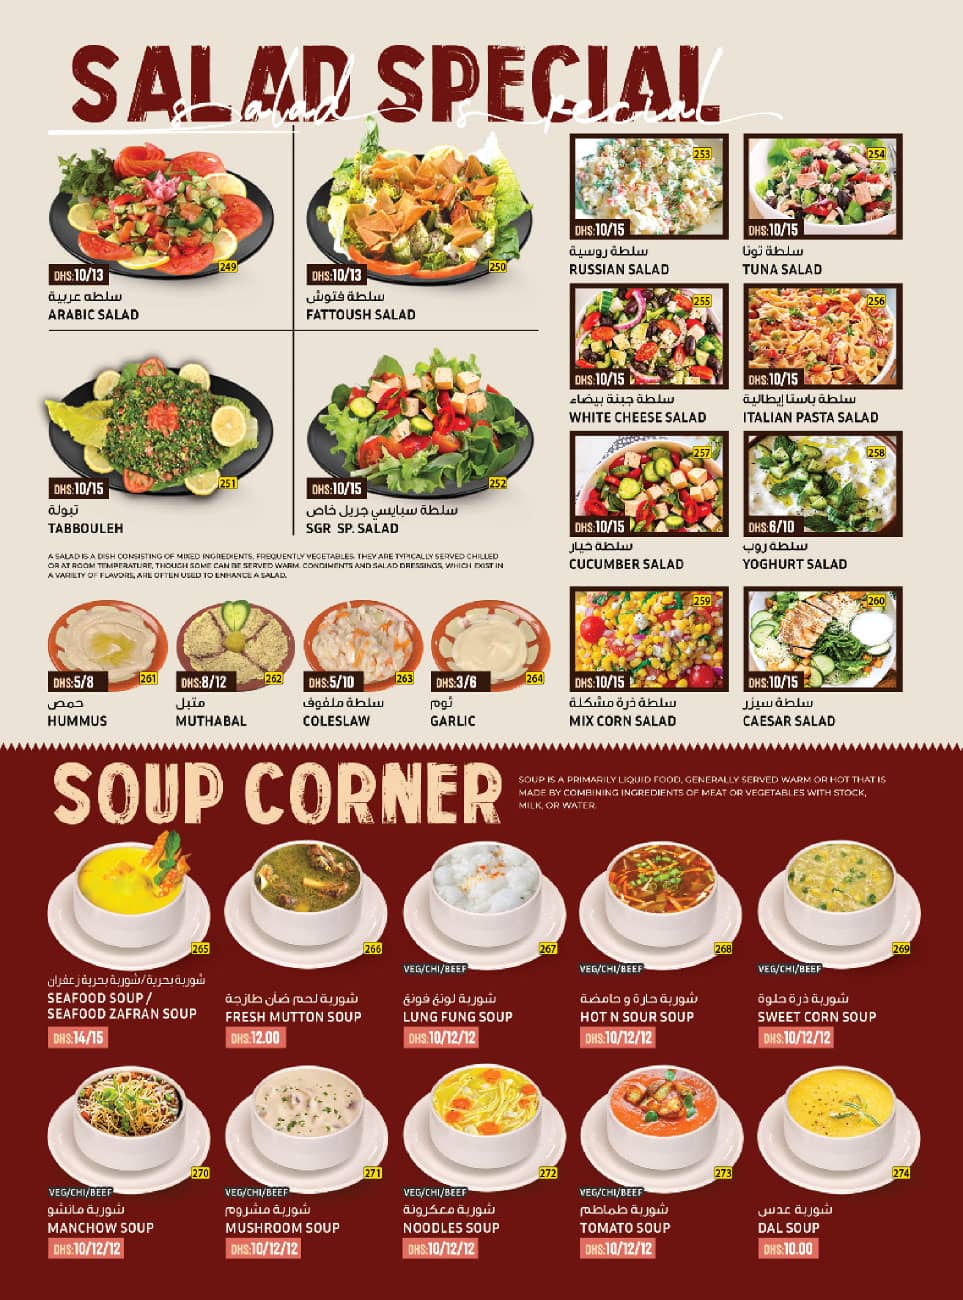 SALAD SPECIAL
salad special
249
DHS:10/13
سلطه عربية
ARABIC SALAD
250
DHS:10/13
سلطة فتوش
FATTOUSH SALAD
251
DHS:10/15
تبولة
TABBOULEH
252
DHS:10/15
سلطة سبايسي جريل خاص
SGR SP. SALAD
253
DHS:10/15
سلطة روسية
RUSSIAN SALAD
254
DHS:10/15
سلطة تونا
TUNA SALAD
255
DHS:10/15
سلطة جبنة بيضاء
WHITE CHEESE SALAD
256
DHS:10/15
سلطة باستا إيطالية
ITALIAN PASTA SALAD
257
DHS:10/15
سلطة خيار
CUCUMBER SALAD
258
DHS:6/10
سلطة روب
YOGHURT SALAD
259
DHS:10/15
سلطة ذرة مشكلة
MIX CORN SALAD
260
DHS:10/15
سلطة سيزر
CAESAR SALAD
A SALAD IS A DISH CONSISTING OF MIXED INGREDIENTS, FREQUENTLY VEGETABLES. THEY ARE TYPICALLY SERVED CHILLED
OR AT ROOM TEMPERATURE, THOUGH SOME CAN BE SERVED WARM. CONDIMENTS AND SALAD DRESSINGS, WHICH EXIST IN
A VARIETY OF FLAVORS, ARE OFTEN USED TO ENHANCE A SALAD.
261
DHS:5/8
حمص
HUMMUS
262
DHS:8/12
متبل
MUTHABAL
263
DHS:5/10
سلطة ملفوف
COLESLAW
264
DHS:3/6
ثوم
GARLIC
SOUP CORNER
SOUP IS A PRIMARILY LIQUID FOOD, GENERALLY SERVED WARM OR HOT THAT IS
MADE BY COMBINING INGREDIENTS OF MEAT OR VEGETABLES WITH STOCK,
MILK, OR WATER.
265
شوربة بحرية/شوربة بحرية زعفران
SEAFOOD SOUP /
SEAFOOD ZAFRAN SOUP
DHS:14/15
266
شوربة لحم ضأن طازجة
FRESH MUTTON SOUP
DHS:12.00
267
VEG/CHI/BEEF
شوربة لونغ فونغ
LUNG FUNG SOUP
DHS:10/12/12
268
VEG/CHI/BEEF
شوربة حارة و حامضة
HOT N SOUR SOUP
DHS:10/12/12
269
VEG/CHI/BEEF
شوربة ذرة حلوة
SWEET CORN SOUP
DHS:10/12/12
270
VEG/CHI/BEEF
شوربة مانشو
MANCHOW SOUP
DHS:10/12/12
271
VEG/CHI/BEEF
شوربة مشروم
MUSHROOM SOUP
DHS:10/12/12
272
VEG/CHI/BEEF
شوربة معكرونة
NOODLES SOUP
DHS:10/12/12
273
VEG/CHI/BEEF
شوربة طماطم
TOMATO SOUP
DHS:10/12/12
274
شوربة عدس
DAL SOUP
DHS:10.00